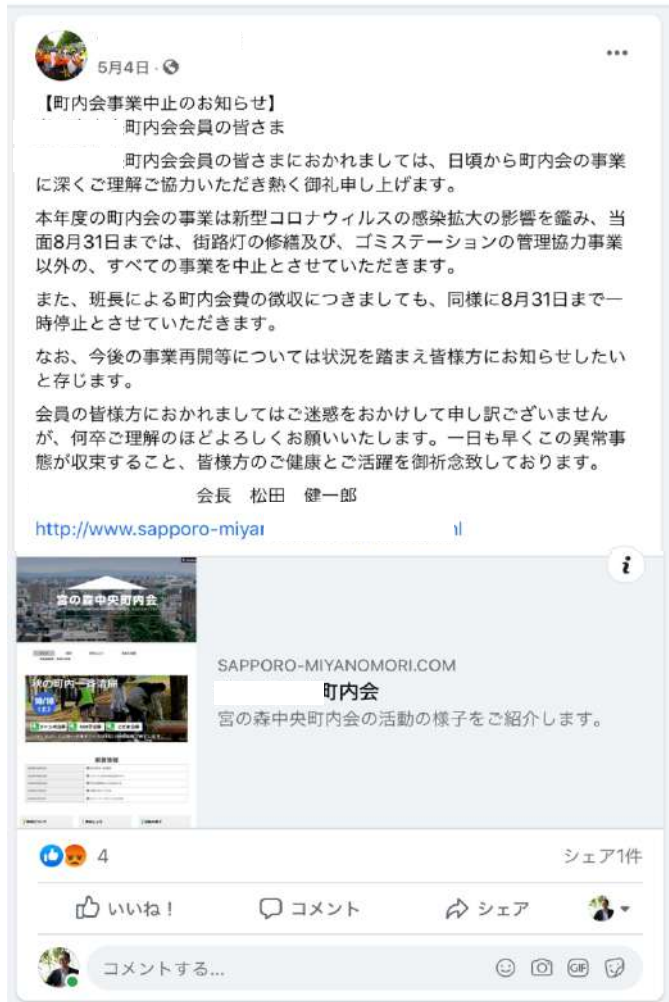 5月4日
【町内会事業中止のお知らせ】
町内会会員の皆さま
町内会会員の皆さまにおかれましては、日頃から町内会の事業
に深くご理解ご協力いただき熱く御礼申し上げます。
本年度の町内会の事業は新型コロナウィルスの感染拡大の影響を鑑み、当
面8月31日までは、街路灯の修繕及び、ゴミステーションの管理協力事業
以外の、すべての事業を中止とさせていただきます。
また、班長による町内会費の徴収につきましても、同様に8月31日まで一
時停止とさせていただきます。
なお、今後の事業再開等については状況を踏まえ皆様方にお知らせしたい
と存じます。
会員の皆様方におかれましてはご迷惑をおかけして申し訳ございません
が、何卒ご理解のほどよろしくお願いいたします。一日も早くこの異常事
態が収束すること、皆様方のご健康とご活躍を御祈念致しております。
会長 松田 健一郎
http://www.sapporo-miya
宮の森中央町内会
秋の町内一斉清掃
SAPPORO-MIYANOMORI.COM
町内会
宮の森中央町内会の活動の様子をご紹介します。
4
シェア1件
いいね!
コメント
シェア
コメントする...
GIF